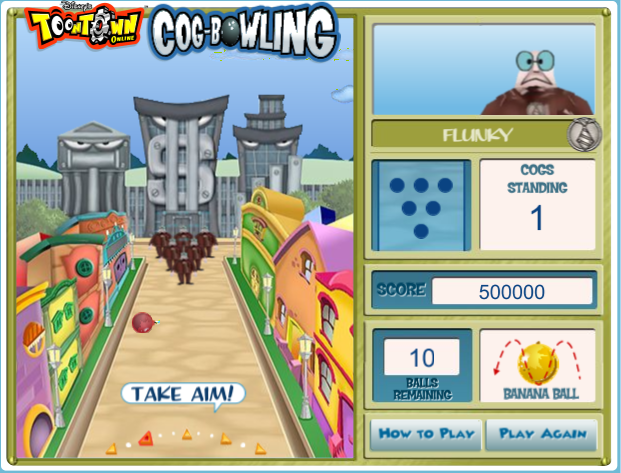 Disney's
TOONTOWN
ONLINE
COG-BOWLING
FLUNKY
COGS
STANDING
1
SCORE 500000
10
BALLS
REMAINING
BANANA BALL
TAKE AIM!
HOW TO PLAY
PLAY AGAIN